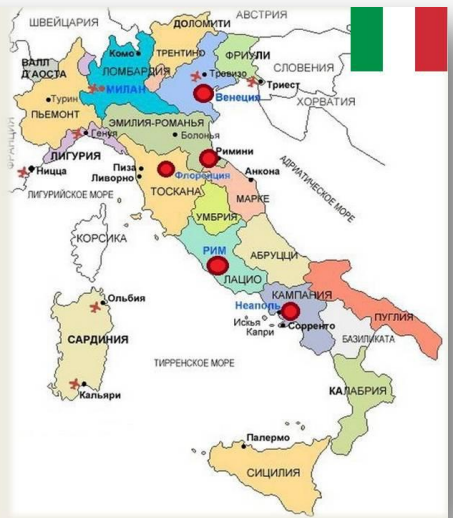 АВСТРИЯ
ШВЕЙЦАРИЯ
ДОЛОМИТИ
Комо
ТРЕНТИНО
ФРИУЛИ
ВАЛЛ
Д'АОСТА
ЛОМБАРДИЯ
СЛОВЕНИЯ
Тревизо
Триест
МИЛАН
Венеция
Турин
ХОРВАТИЯ
ПЬЕМОНТ
ЭМИЛИЯ-РОМАНЬЯ
ФРАНЦИЯ
Генуя
Болонья
ЛИГУРИЯ
Римини
Ницца
Пиза
Флоренция
Анкона
АДРИАТИЧЕСКОЕ МОРЕ
Ливорно
ЛИГУРИЙСКОЕ МОРЕ
ТОСКАНА
МАРКЕ
УМБРИЯ
КОРСИКА
РИМ
АБРУЦЦИ
ЛАЦИО
Ольбия
Неаполь
КАМПАНИЯ
ПУГЛИЯ
Искья
Капри
Сорренто
САРДИНИЯ
БАЗИЛИКАТА
ТИРРЕНСКОЕ МОРЕ
КАЛАБРИЯ
Кальяри
Палермо
СИЦИЛИЯ